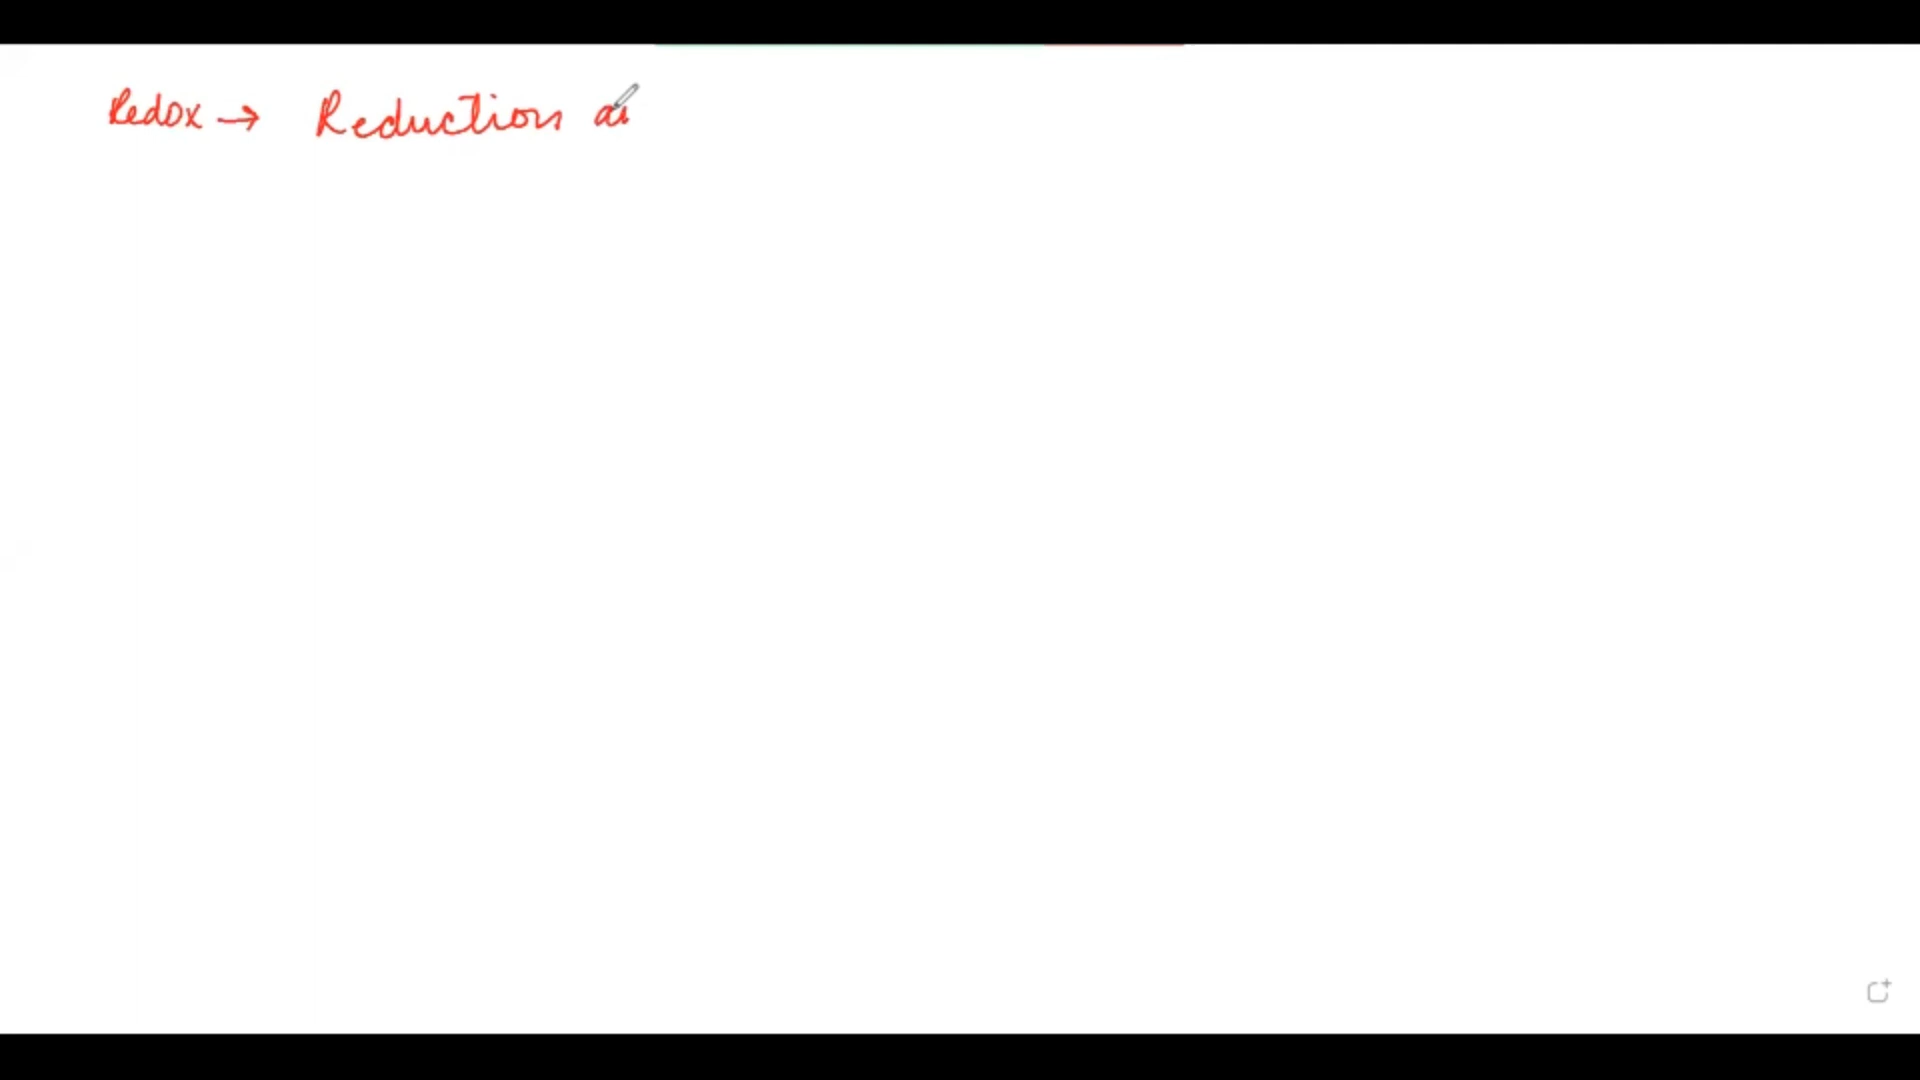 Redox → Reduction a